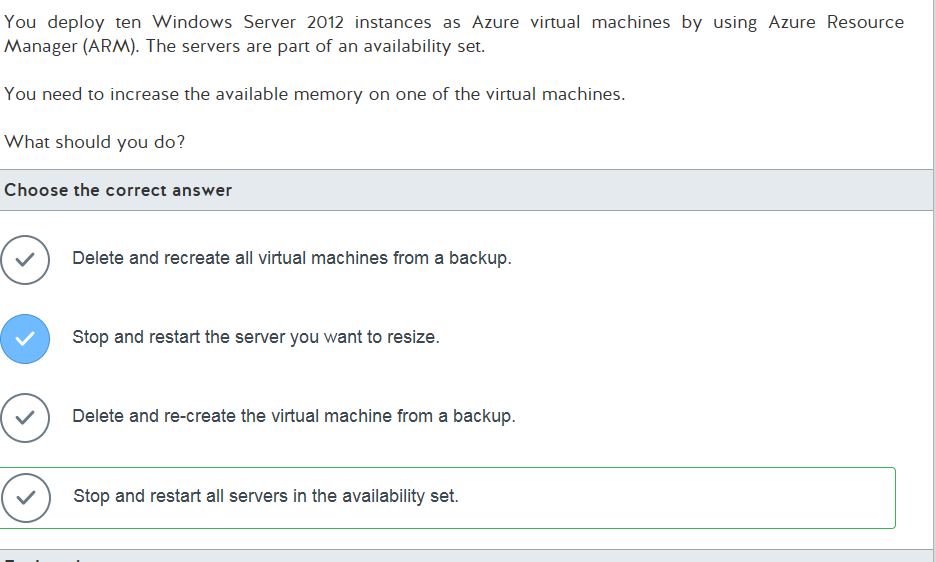 You deploy ten Windows Server 2012 instances as Azure virtual machines by using Azure Resource
Manager (ARM). The servers are part of an availability set.
You need to increase the available memory on one of the virtual machines.
What should you do?
Choose the correct answer
Delete and recreate all virtual machines from a backup.
Stop and restart the server you want to resize.
Delete and re-create the virtual machine from a backup.
Stop and restart all servers in the availability set.